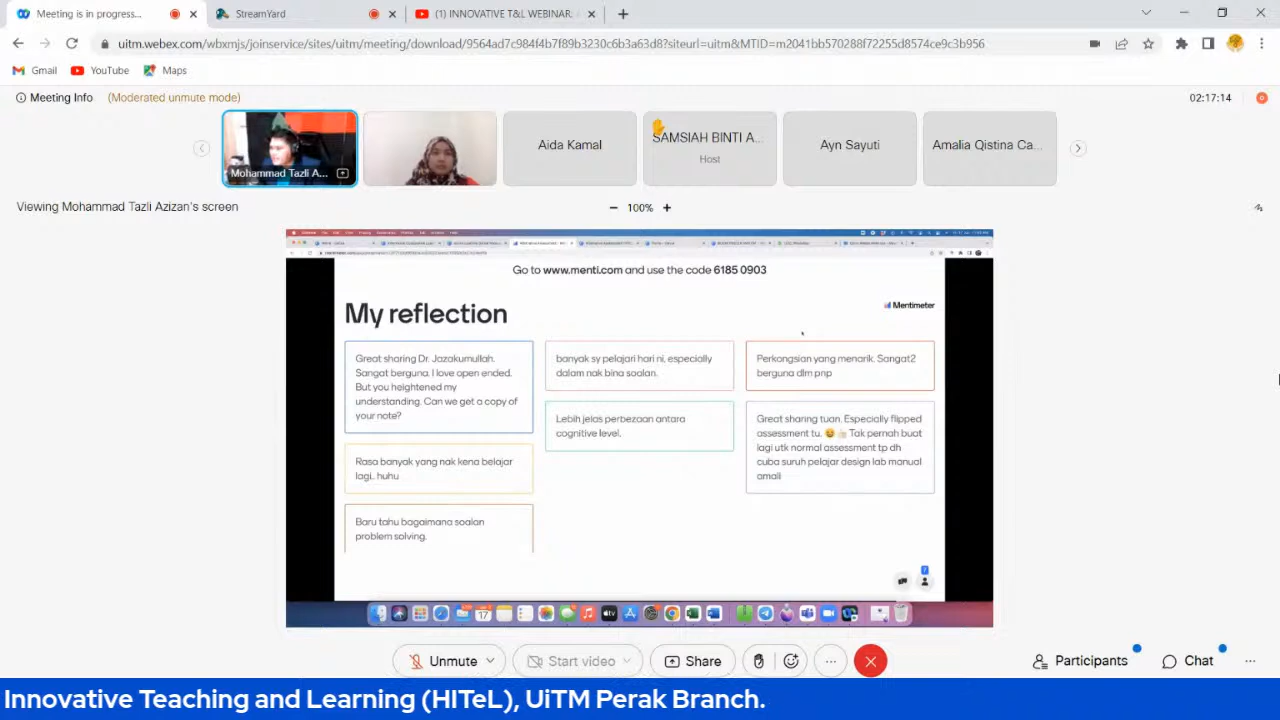 Meeting is in progress...
StreamYard
(1) INNOVATIVE T&L WEBINAR:
uitm.webex.com/wbxmjs/joinservice/sites/uitm/meeting/download/9564ad7c984f4b7f89b3230c6b3a63d8?siteurl=uitm&MTID=m2041bb570288f72255d8574ce9c3b956
Gmail
YouTube
Maps
Meeting Info (Moderated unmute mode)
02:17:14
Mohammad Tazli A...
Aida Kamal
SAMSIAH BINTI A...
Host
Ayn Sayuti
Amalia Qistina Ca...
Viewing Mohammad Tazli Azizan's screen
100%
Go to www.menti.com and use the code 6185 0903
My reflection
Mentimeter
Great sharing Dr. Jazakumullah.
Sangat berguna. I love open ended.
But you heightened my
understanding. Can we get a copy of
your note?
Rasa banyak yang nak kena belajar
lagi.. huhu
Baru tahu bagaimana soalan
problem solving.
banyak sy pelajari hari ni, especially
dalam nak bina soalan.
Lebih jelas perbezaan antara
cognitive level.
Perkongsian yang menarik. Sangat2
berguna dlm pnp
Great sharing tuan. Especially flipped
assessment tu. 😆👍🏻 Tak pernah buat
lagi utk normal assessment tp dh
cuba suruh pelajar design lab manual
amali
7
17
tv
Unmute
Start video
Share
Participants
Chat
Innovative Teaching and Learning (HITeL), UiTM Perak Branch.